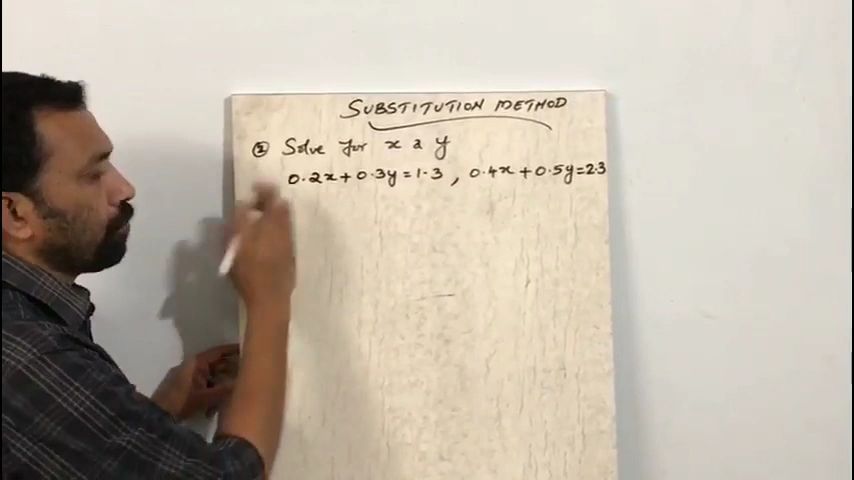 SUBSTITUTION METHOD
② Solve for x & y
0.2x + 0.3y = 1.3 , 0.4x + 0.5y = 2.3